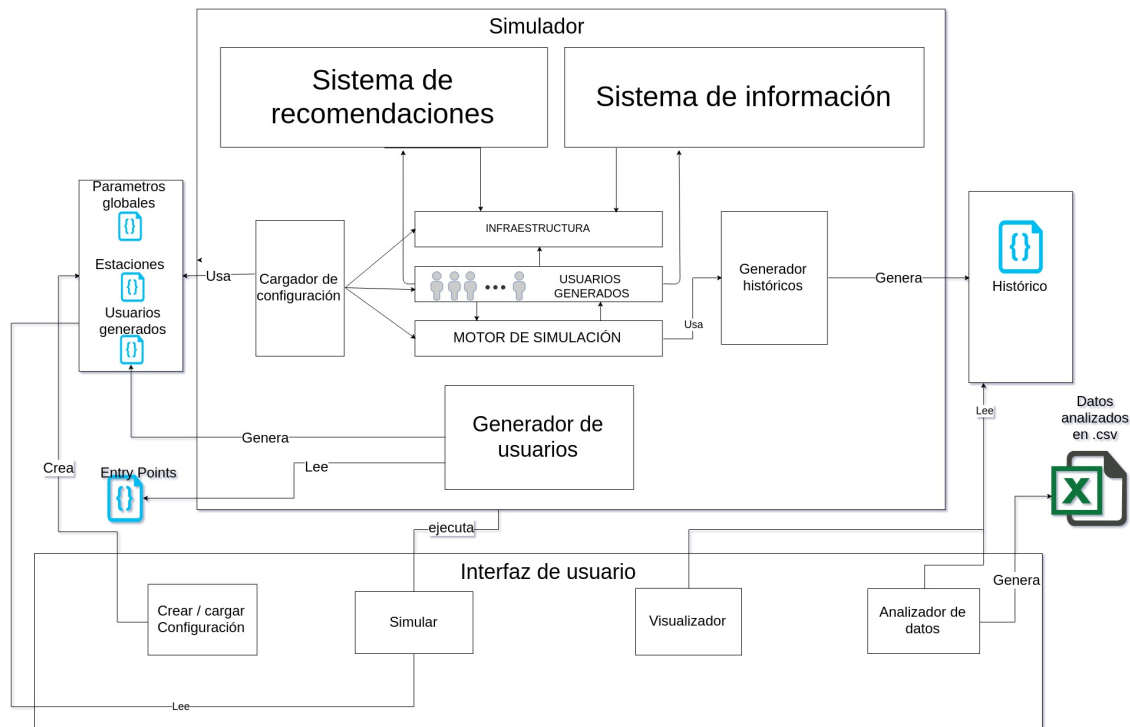 Simulador
Sistema de
recomendaciones
Sistema de información
Parametros
globales
{}
Estaciones
{}
Usuarios
generados
{}
Usa
Cargador de
configuración
INFRAESTRUCTURA
USUARIOS
GENERADOS
MOTOR DE SIMULACIÓN
Usa
Generador
históricos
Genera
{}
Histórico
Generador de
usuarios
Genera
Lee
Crea
Entry Points
{}
Lee
Datos
analizados
en .csv
X
ejecuta
Interfaz de usuario
Crear / cargar
Configuración
Simular
Visualizador
Analizador de
datos
Genera
Lee